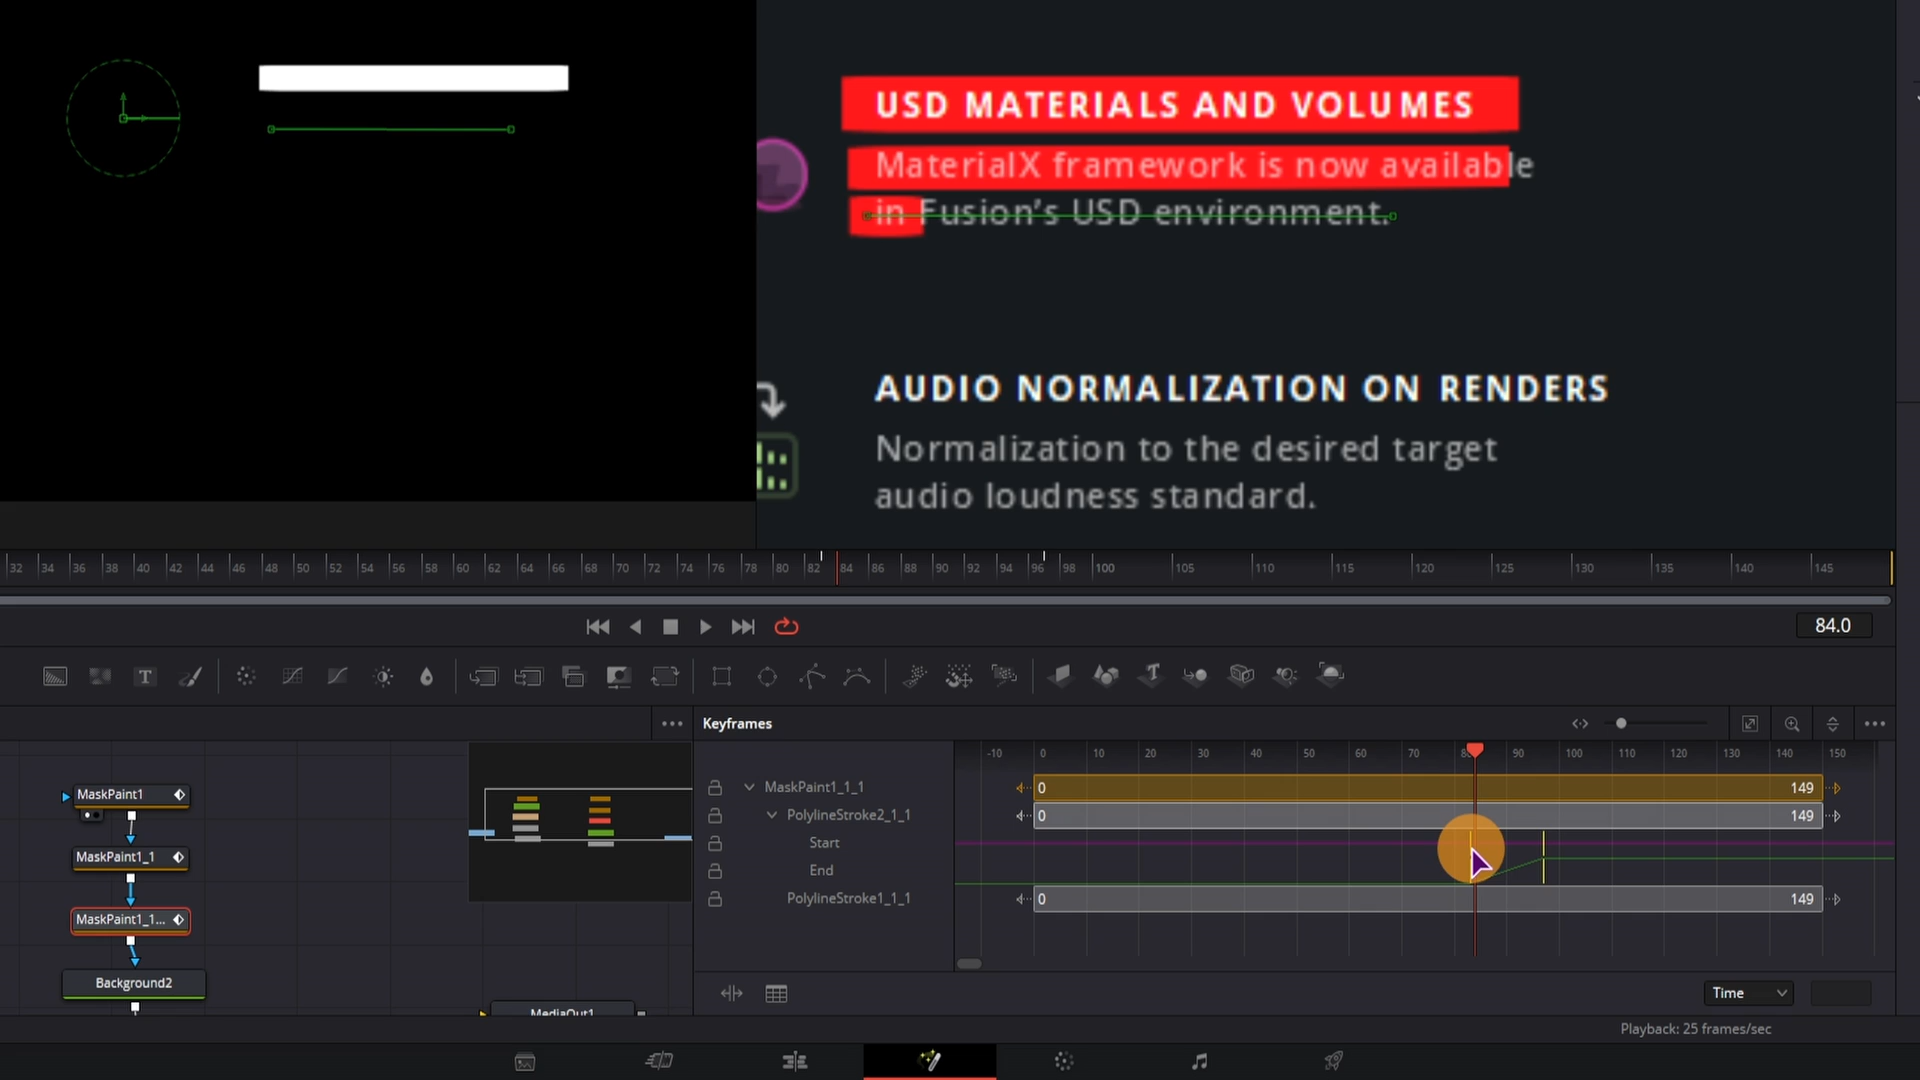 USD MATERIALS AND VOLUMES
MaterialX framework is now available
in Fusion’s USD environment.
AUDIO NORMALIZATION ON RENDERS
Normalization to the desired target
audio loudness standard.
32 34 36 38 40 42 44 46 48 50 52 54 56 58 60 62 64 66 68 70 72 74 76 78 80 82 84 86 88 90 92 94 96 98 100 105 110 115 120 125 130 135 140 145
84.0
T
Keyframes
-10 0 10 20 30 40 50 60 70 90 100 110 120 130 140 150
MaskPaint1_1_1
0 149
PolylineStroke2_1_1
0 149
Start
End
PolylineStroke1_1_1
0 149
MaskPaint1
MaskPaint1_1
MaskPaint1_1...
Background2
MediaOut1
Time
Playback: 25 frames/sec